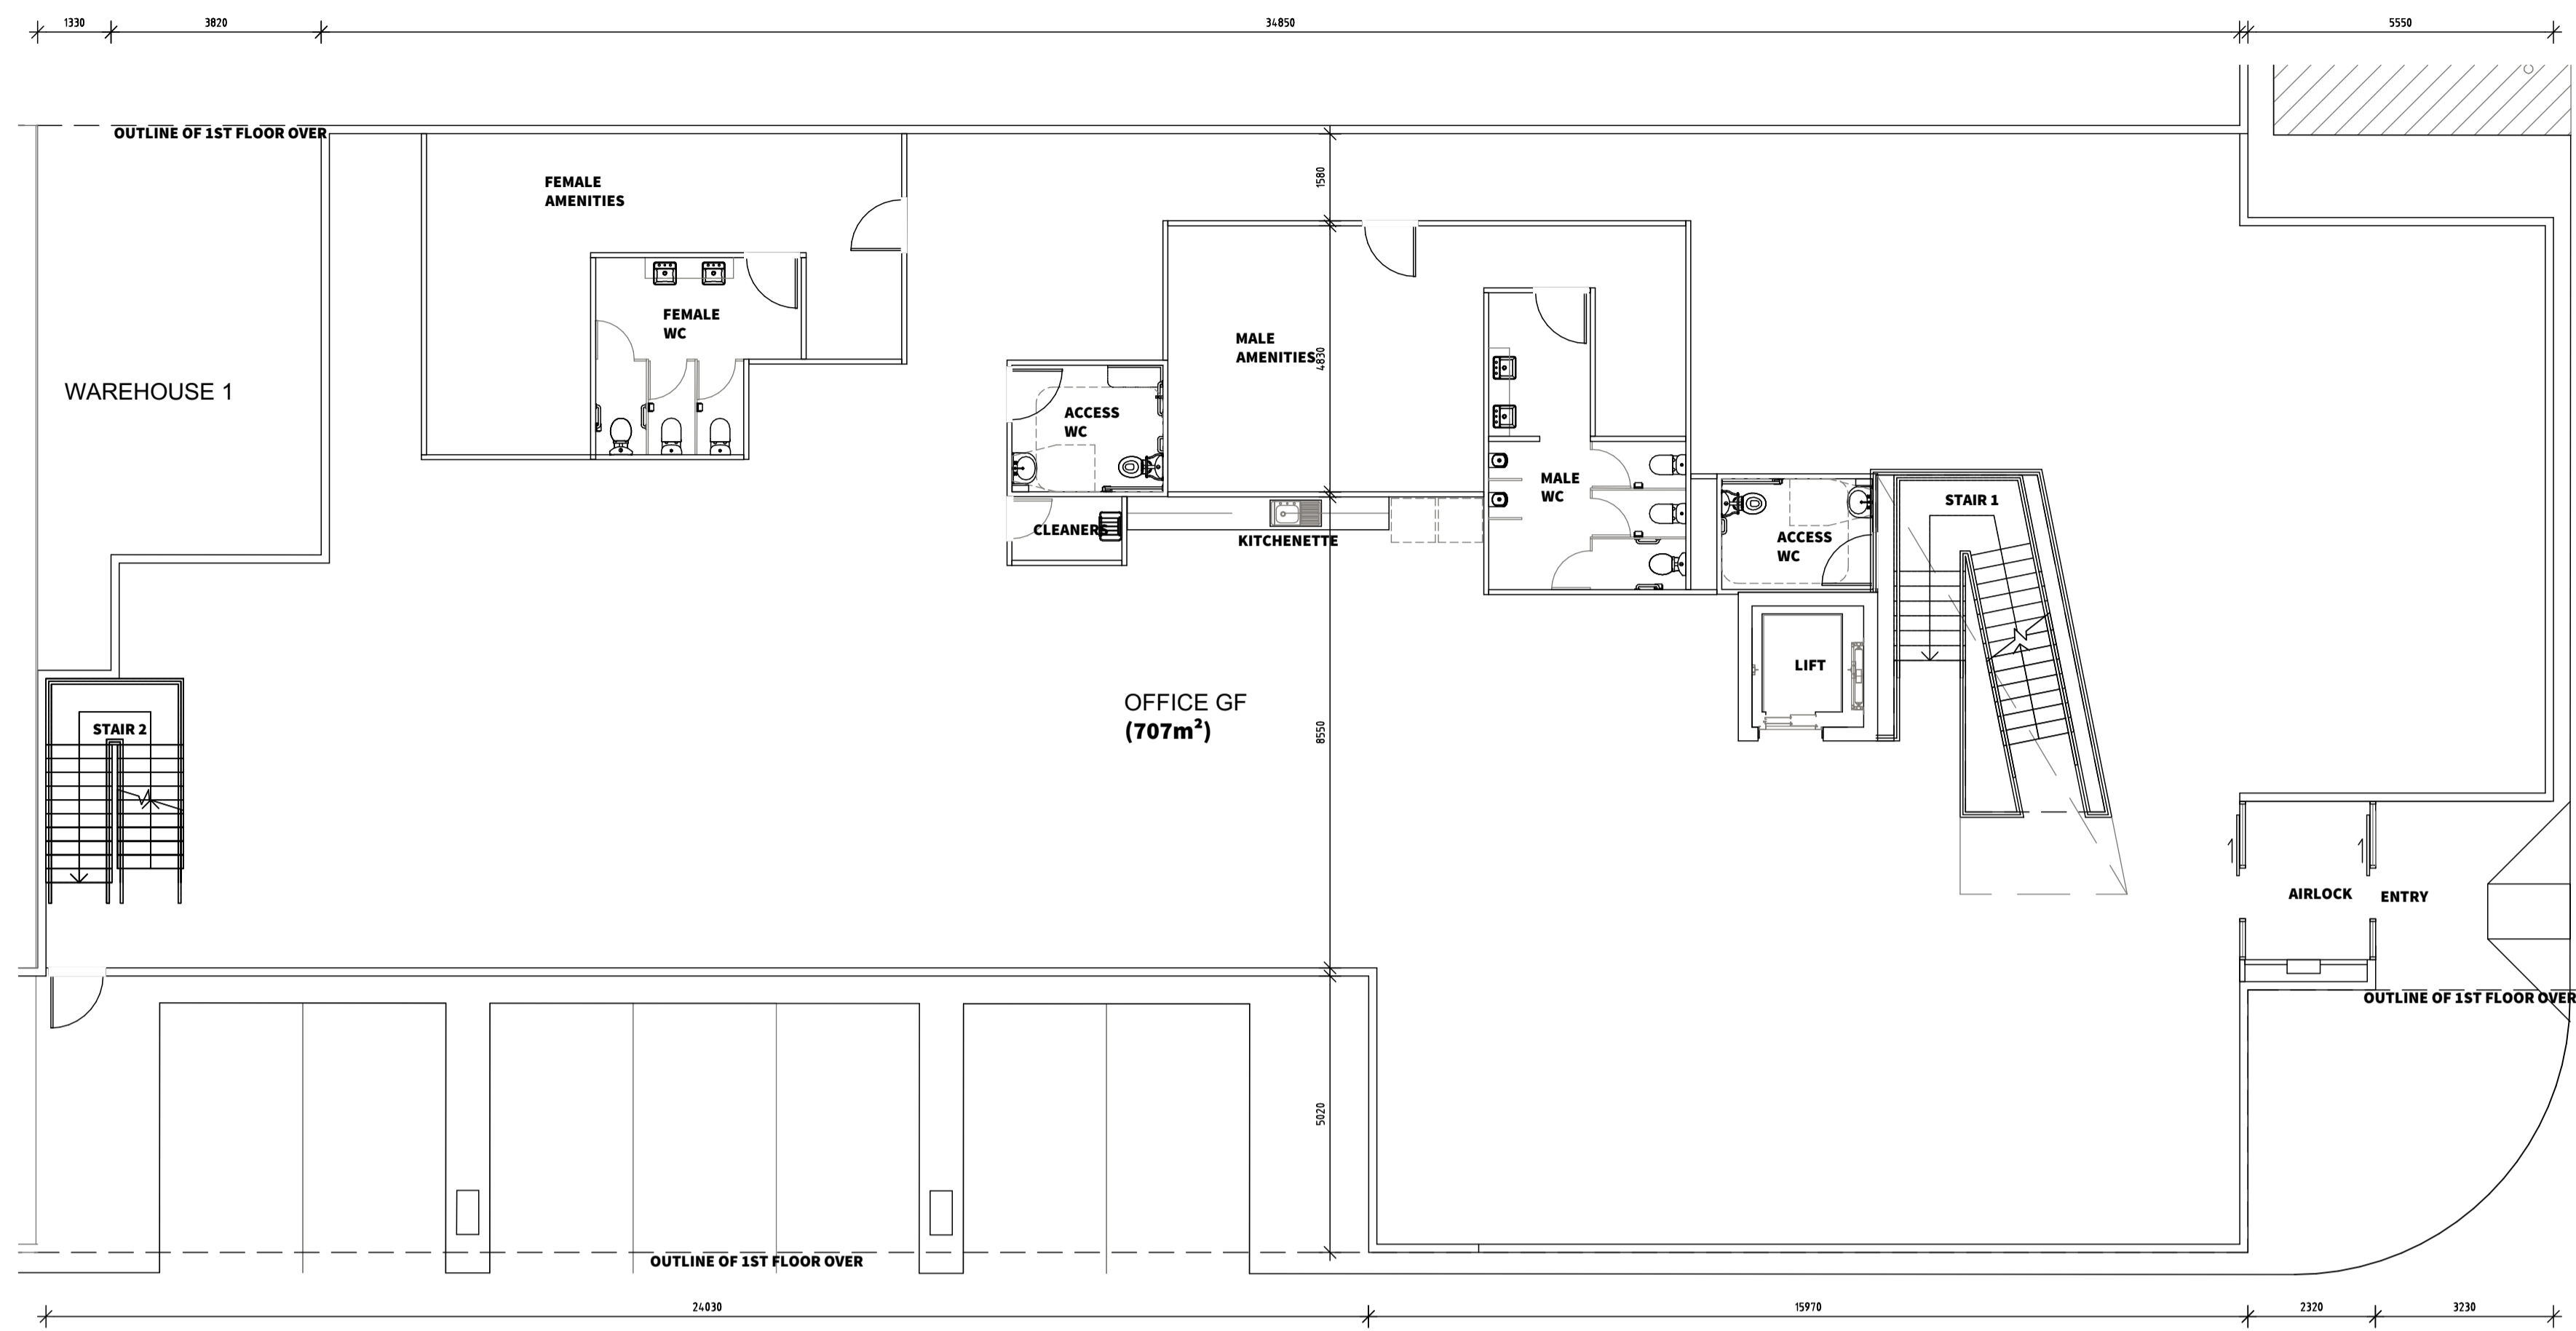 1330
3820
34850
5550
OUTLINE OF 1ST FLOOR OVER
1580
FEMALE
AMENITIES
FEMALE
WC
MALE
AMENITIES
4830
WAREHOUSE 1
ACCESS
WC
MALE
WC
STAIR 1
CLEANERS
KITCHENETTE
ACCESS
WC
LIFT
OFFICE GF
(707m²)
8550
STAIR 2
AIRLOCK
ENTRY
OUTLINE OF 1ST FLOOR OVER
5020
OUTLINE OF 1ST FLOOR OVER
24030
15970
2320
3230